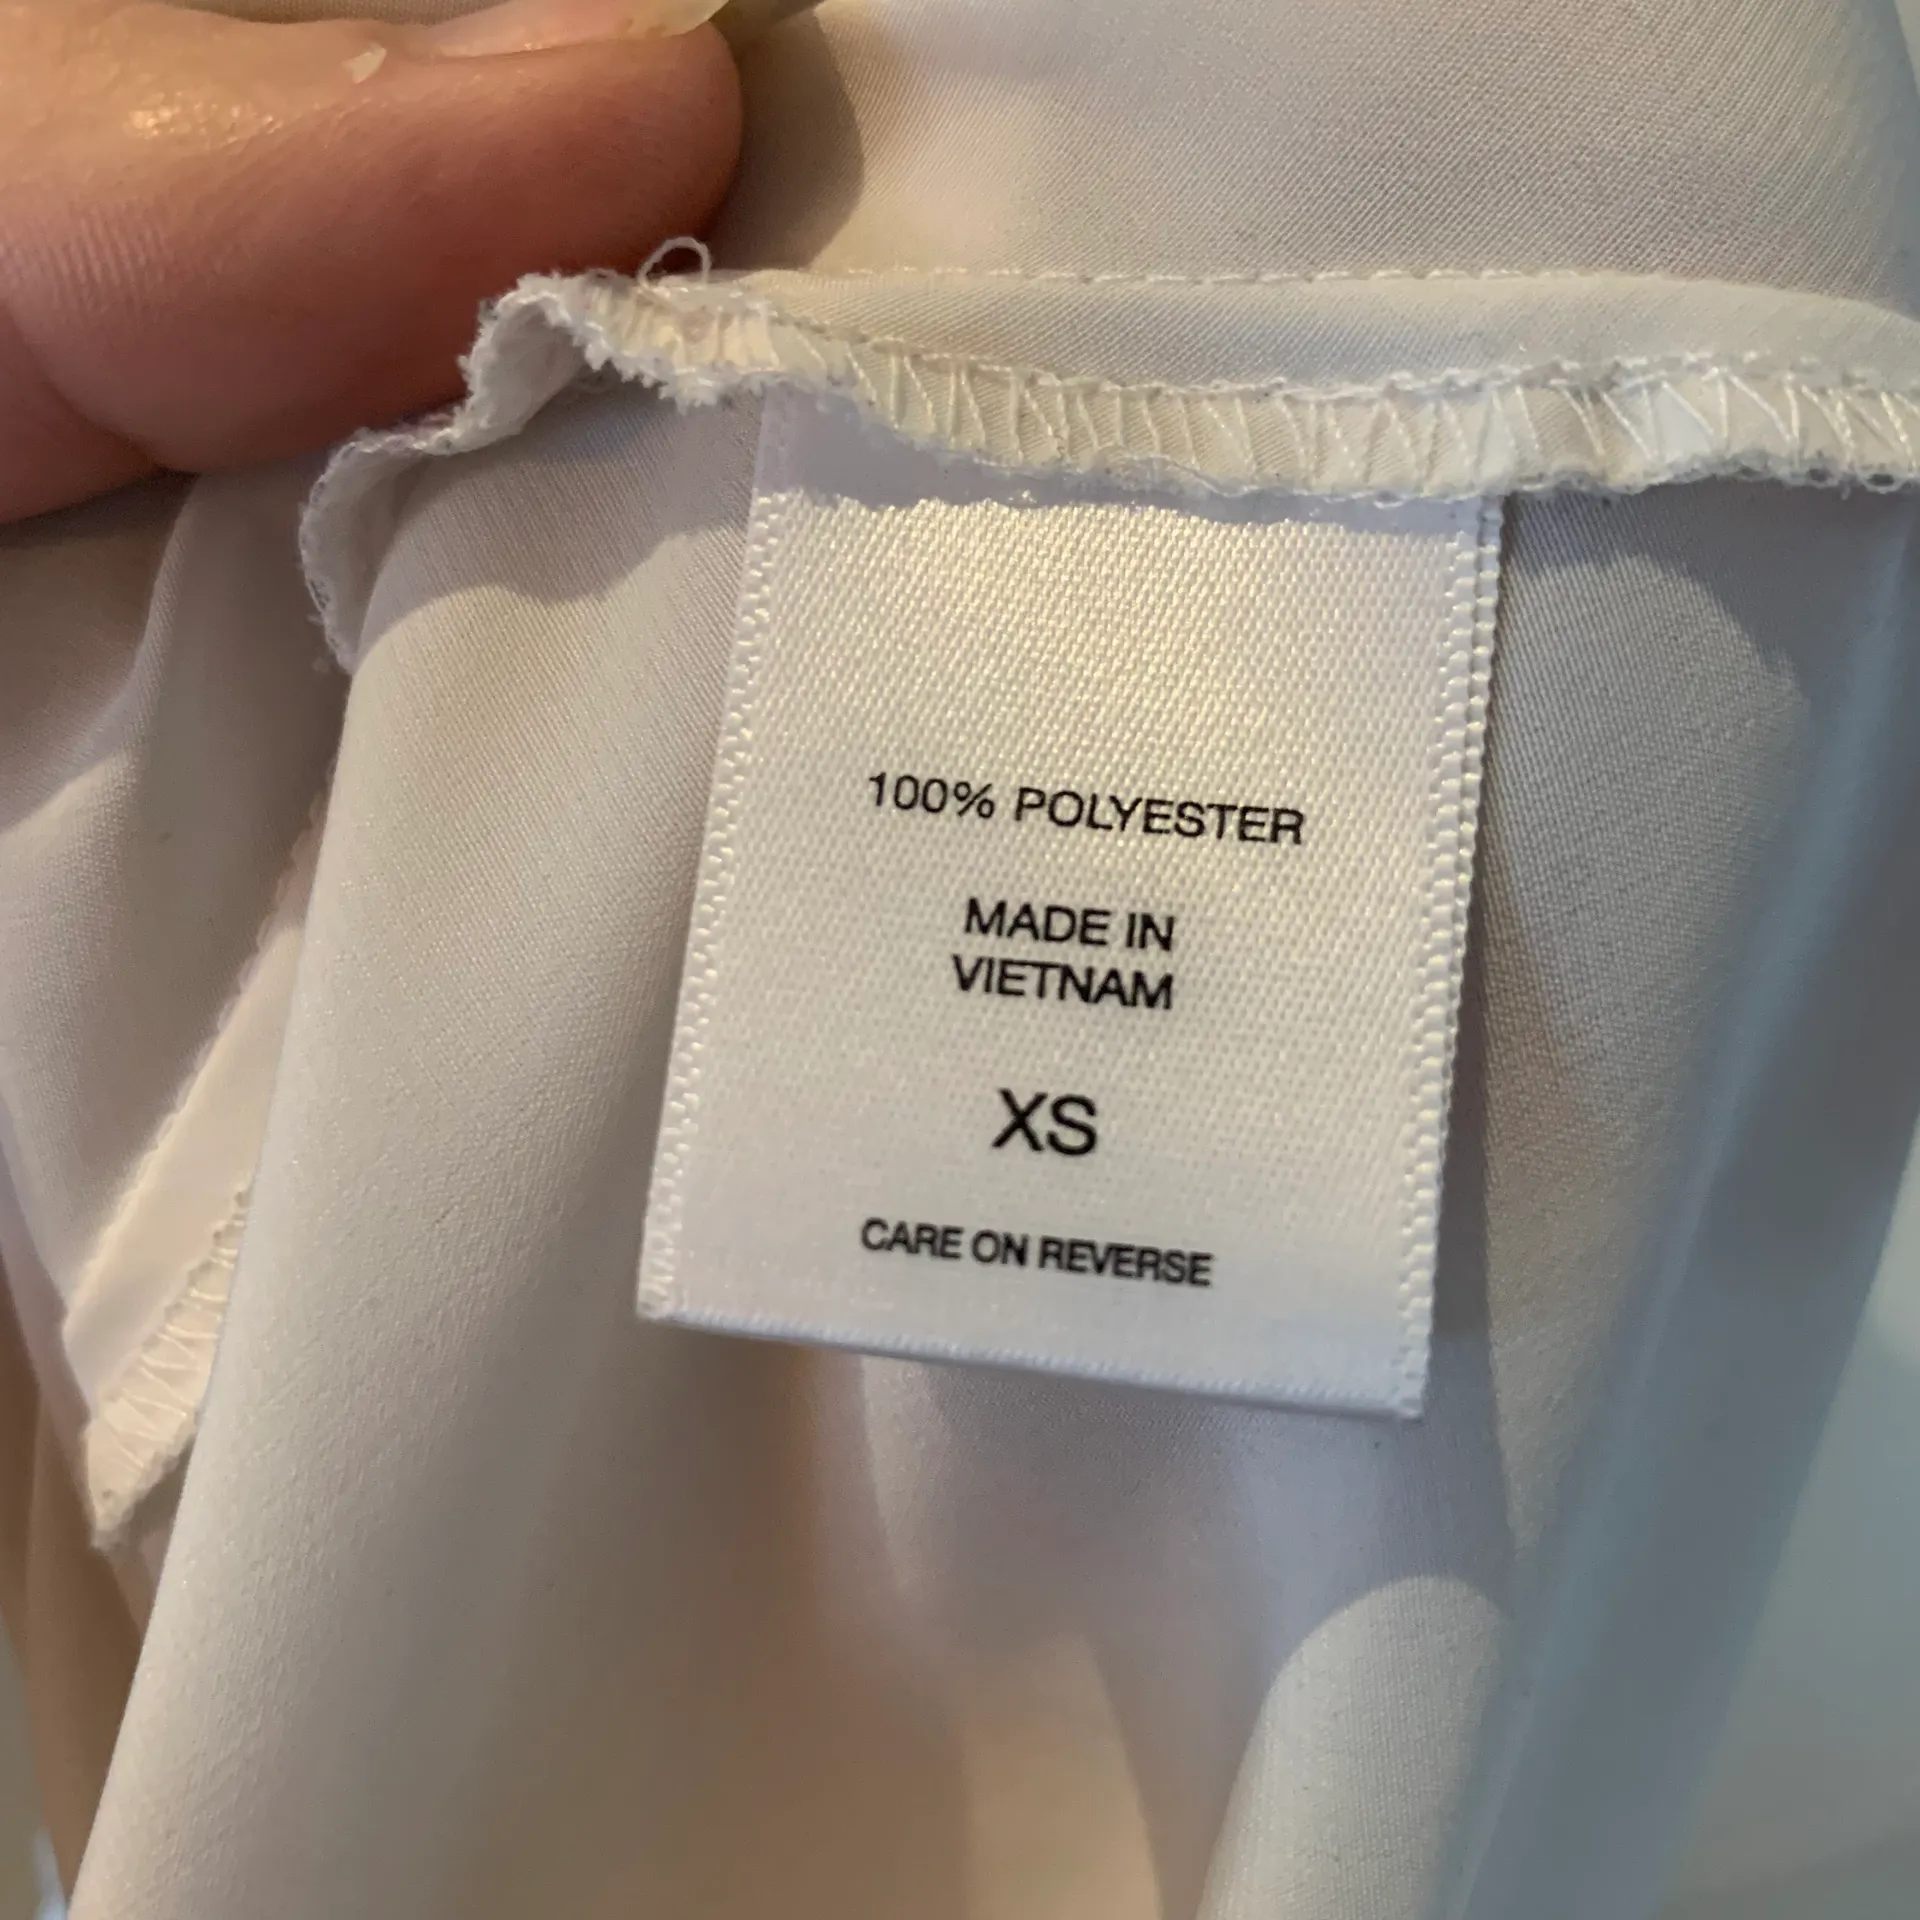 100% POLYESTER
MADE IN
VIETNAM
XS
CARE ON REVERSE